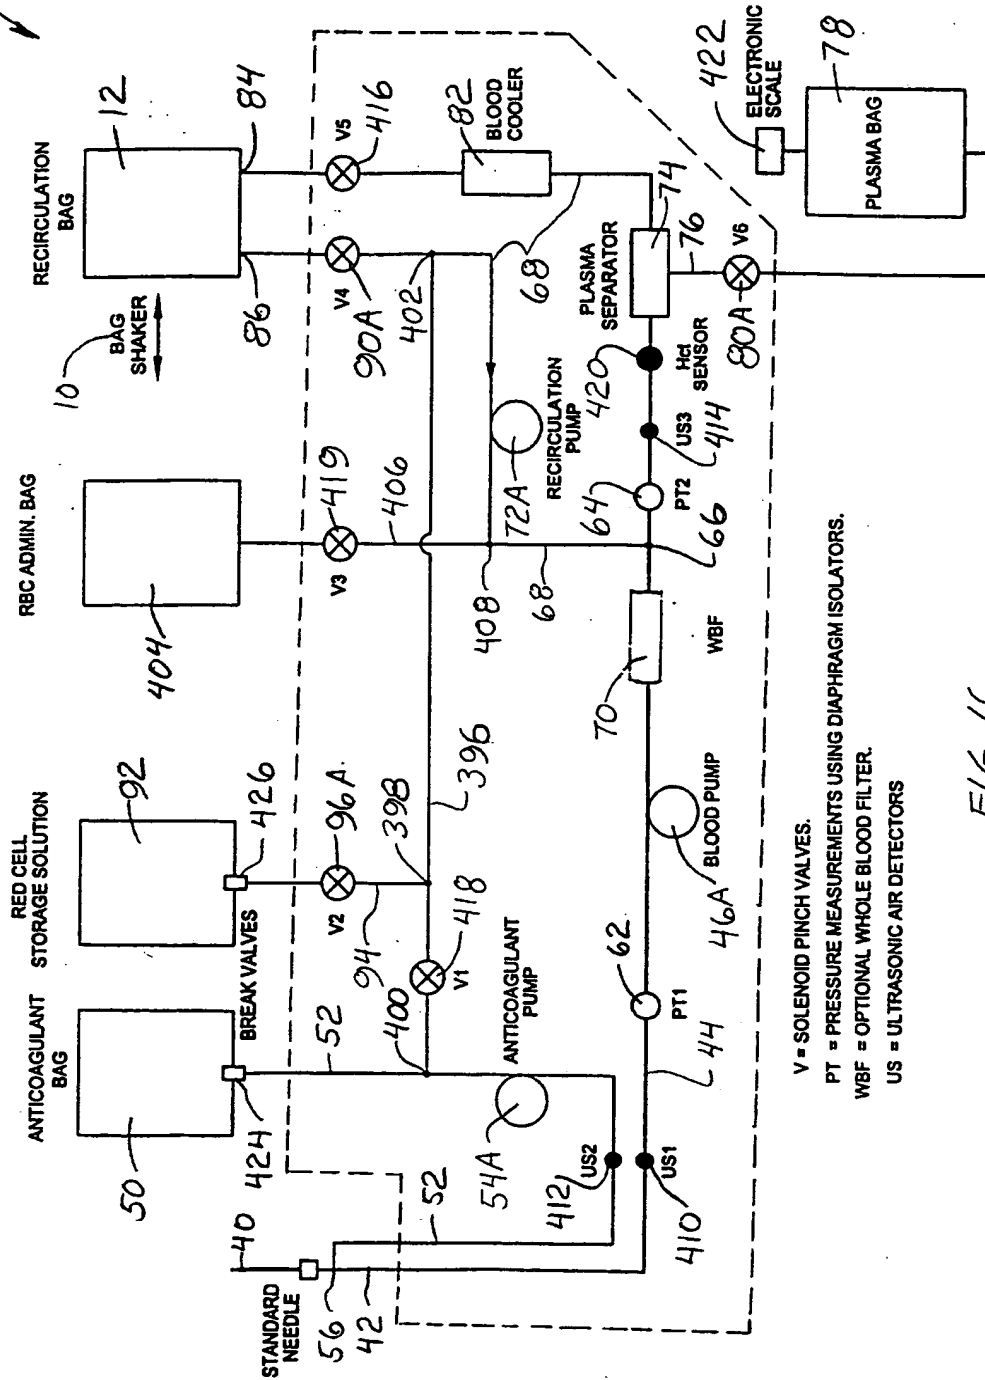 RECIRCULATION
BAG
12
84
86
10
BAG
SHAKER
V5
416
V4
90A
402
82
BLOOD
COOLER
68
RBC ADMIN. BAG
404
V3
419
406
408
68
72A
RECIRCULATION
PUMP
PLASMA
SEPARATOR
74
76
V6
80A
422
ELECTRONIC
SCALE
78
PLASMA BAG
420
Hct
SENSOR
US3
414
64
PT2
66
WBF
70
RED CELL
STORAGE SOLUTION
92
426
BREAK VALVES
V2
96A.
94
398
396
418
V1
400
ANTICOAGULANT
BAG
50
424
52
ANTICOAGULANT
PUMP
54A
BLOOD PUMP
46A
62
PT1
44
US2
412
US1
410
52
40
STANDARD
NEEDLE
56
42
V = SOLENOID PINCH VALVES.
PT = PRESSURE MEASUREMENTS USING DIAPHRAGM ISOLATORS.
WBF = OPTIONAL WHOLE BLOOD FILTER.
US = ULTRASONIC AIR DETECTORS